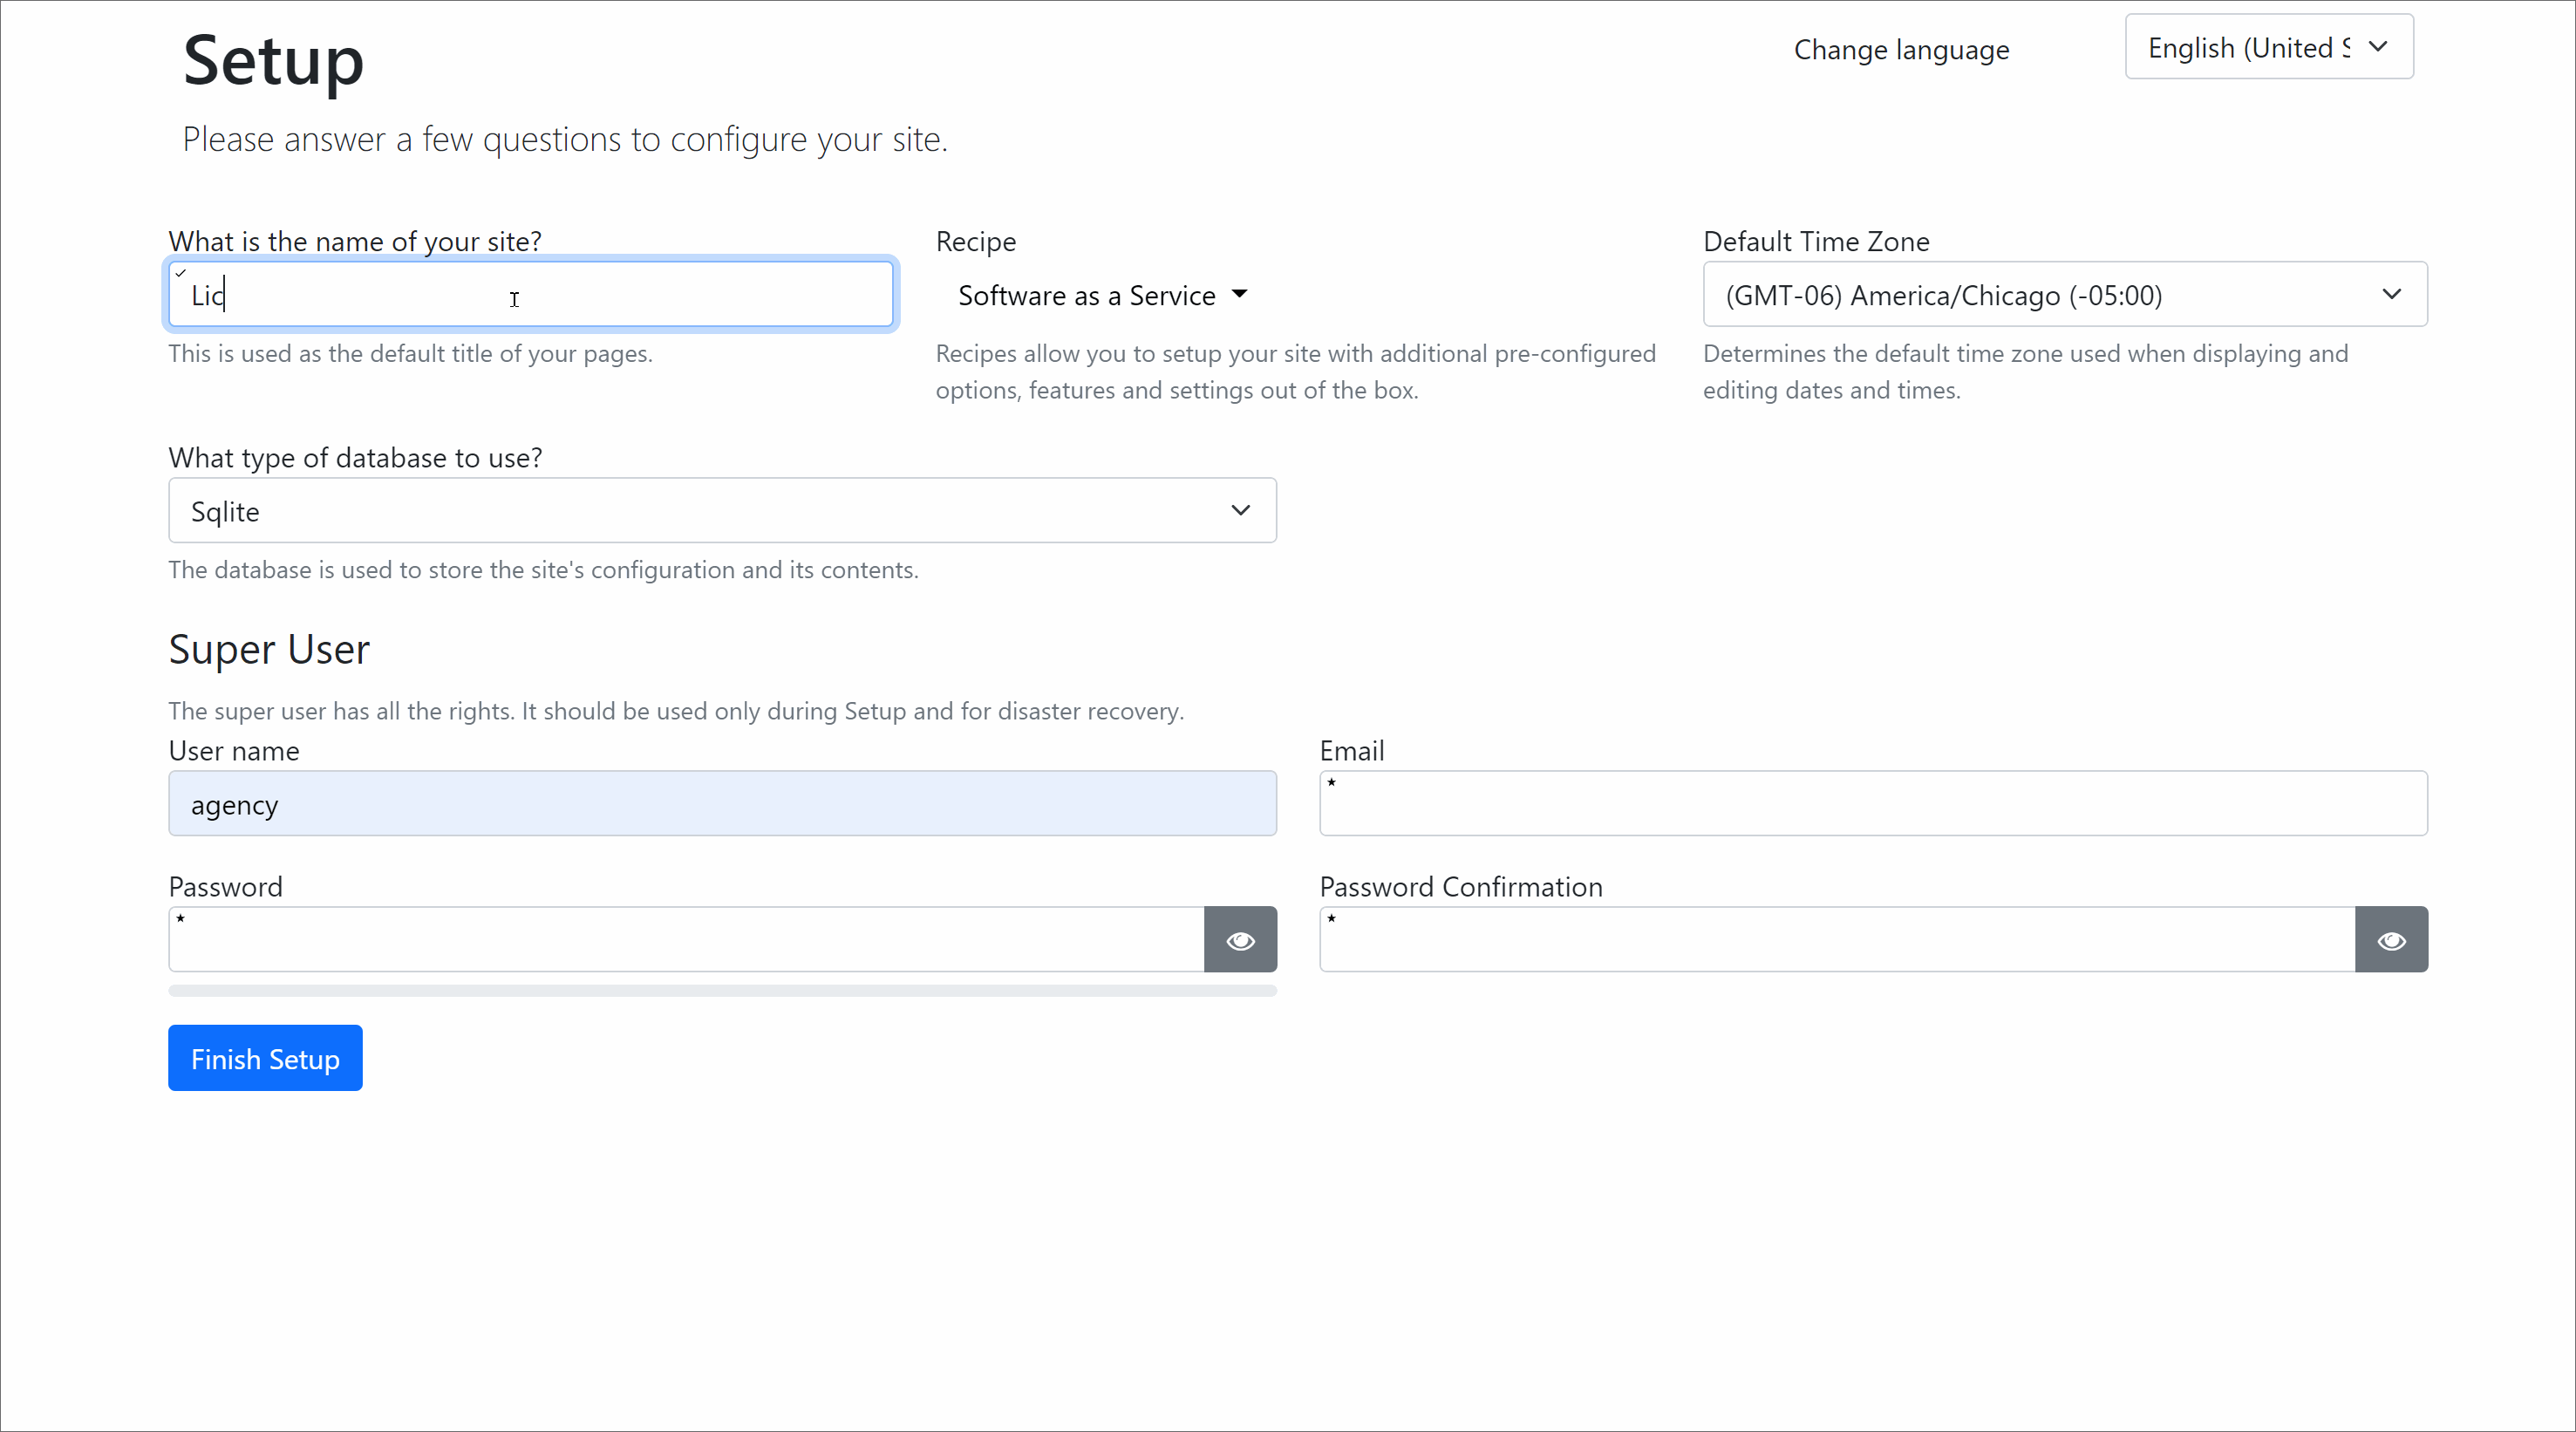 Setup
Change language
English (United S
Please answer a few questions to configure your site.
What is the name of your site?
Recipe
Default Time Zone
Lic
Software as a Service
(GMT-06) America/Chicago (-05:00)
This is used as the default title of your pages.
Recipes allow you to setup your site with additional pre-configured
options, features and settings out of the box.
Determines the default time zone used when displaying and
editing dates and times.
What type of database to use?
Sqlite
The database is used to store the site's configuration and its contents.
Super User
The super user has all the rights. It should be used only during Setup and for disaster recovery.
User name
Email
agency
Password
Password Confirmation
Finish Setup